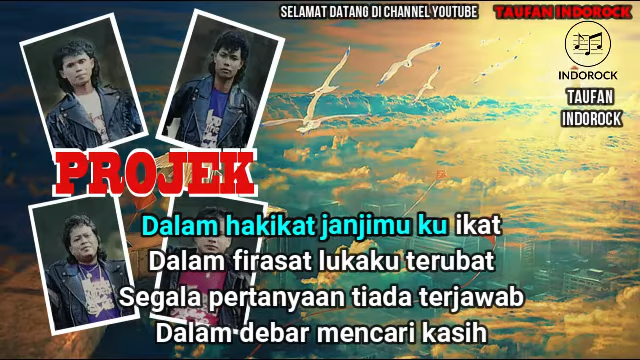 SELAMAT DATANG DI CHANNEL YOUTUBE TAUFAN INDOROCK
INDOROCK
TAUFAN
INDOROCK
PROJEK
Dalam hakikat janjimu ku ikat
Dalam firasat lukaku terubat
Segala pertanyaan tiada terjawab
Dalam debar mencari kasih